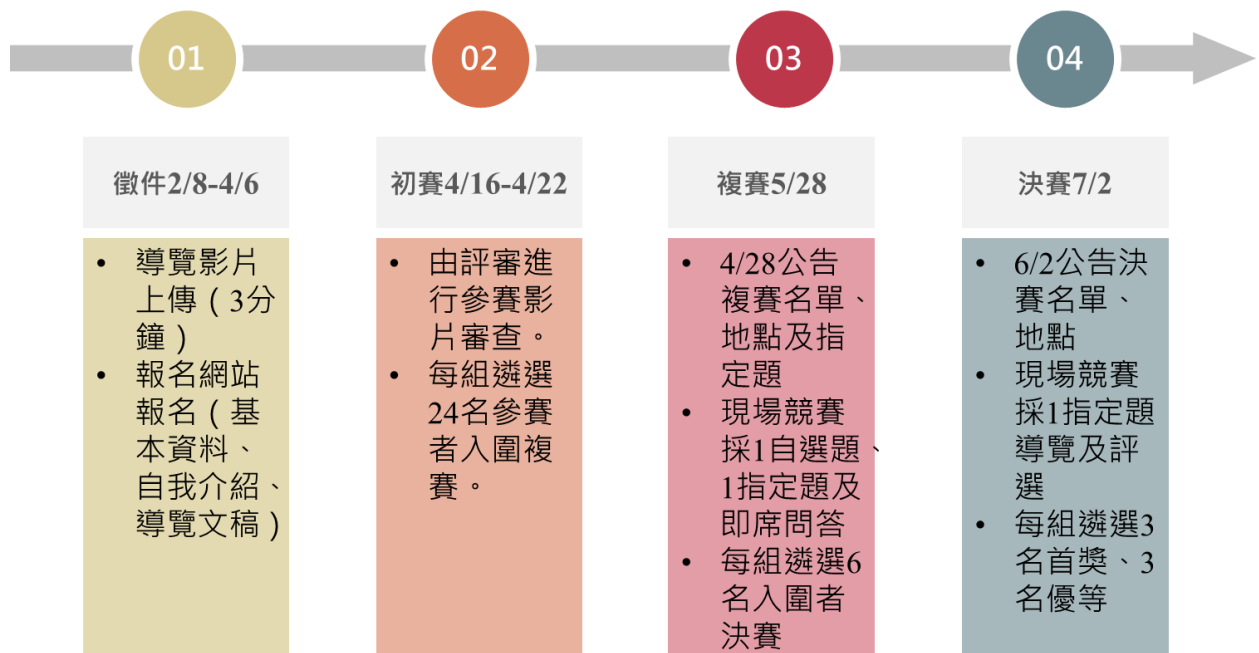 01
02
03
04
徵件2/8-4/6
初賽4/16-4/22
複賽5/28
決賽7/2
• 導覽影片
上傳（3分
鐘）
• 報名網站
報名（基
本資料、
自我介紹、
導覽文稿）
• 由評審進
行參賽影
片審查。
• 每組遴選
24名參賽
者入圍複
賽。
• 4/28公告
複賽名單、
地點及指
定題
• 現場競賽
採1自選題、
1指定題及
即席問答
• 每組遴選6
名入圍者
決賽
• 6/2公告決
賽名單、
地點
• 現場競賽
採1指定題
導覽及評
選
• 每組遴選3
名首獎、3
名優等